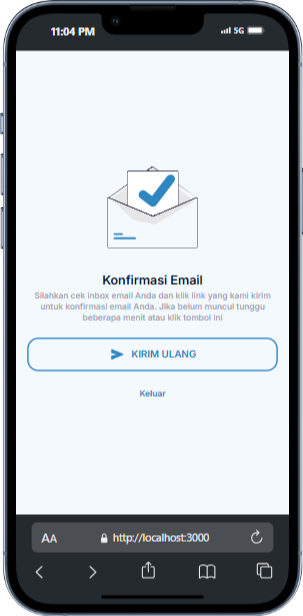 11:04 PM
5G
Konfirmasi Email
Silahkan cek inbox email Anda dan klik link yang kami kirim
untuk konfirmasi email Anda. Jika belum muncul tunggu
beberapa menit atau klik tombol ini
KIRIM ULANG
Keluar
AA http://localhost:3000